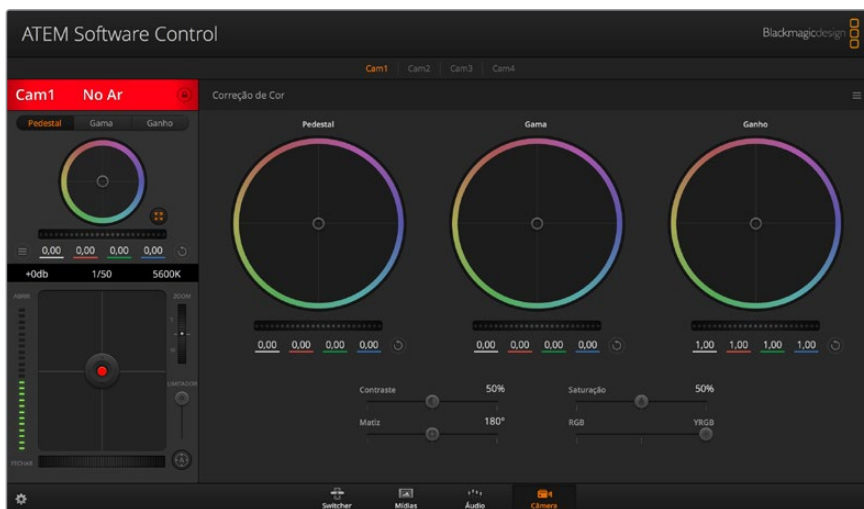 ATEM Software Control
Blackmagicdesign
Cam1 Cam2 Cam3 Cam4
Cam1 No Ar
Correção de Cor
Pedestal Gama Ganho
Pedestal Gama Ganho
0,00 0,00 0,00 0,00
+0db 1/50 5600K
ABRIR ZOOM
T
W
LIMITADOR
FECHAR
A
0,00 0,00 0,00 0,00
0,00 0,00 0,00 0,00
1,00 1,00 1,00 1,00
Contraste 50%
Saturação 50%
Matiz 180°
RGB YRGB
Switcher Mídias Áudio Câmera